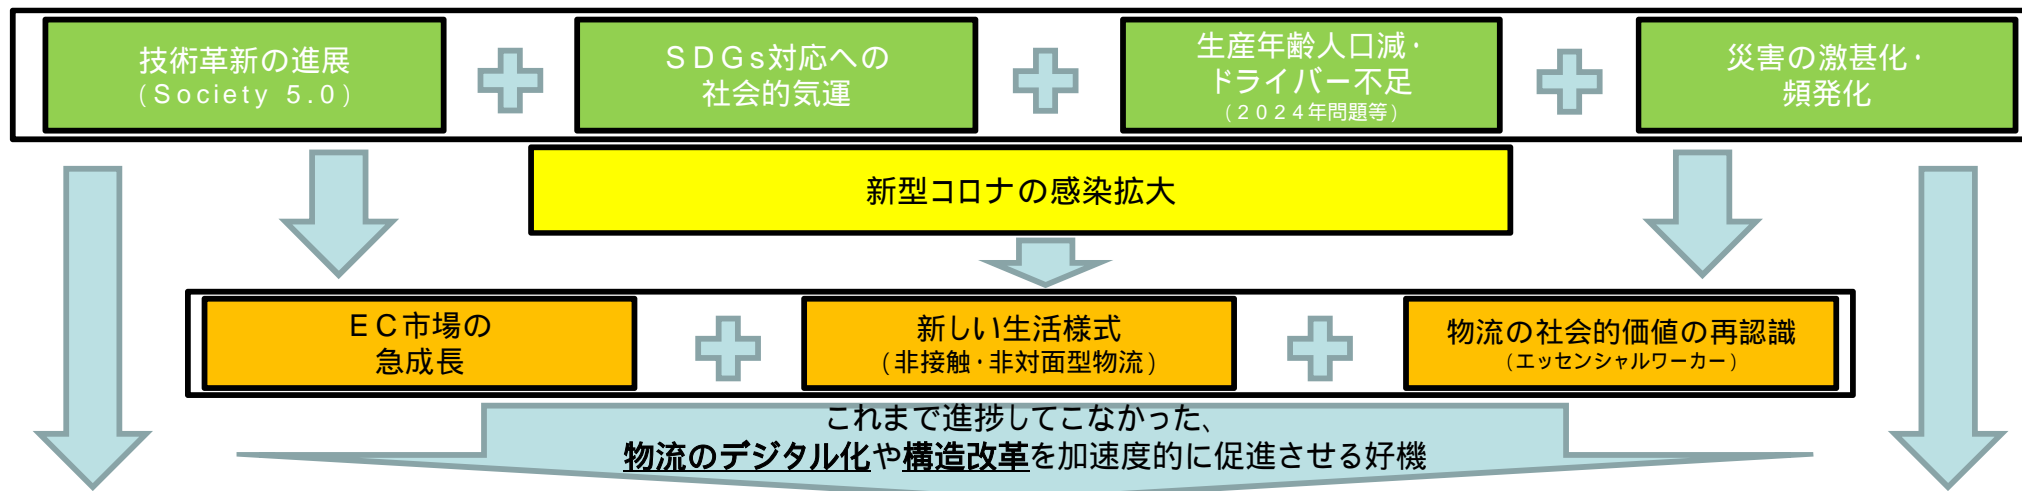 技術革新の進展
(Society 5.0)
SDGs対応への
社会的気運
生産年齢人口減・
ドライバー不足
(2024年問題等)
災害の激甚化・
頻発化
新型コロナの感染拡大
EC市場の
急成長
新しい生活様式
(非接触・非対面型物流)
物流の社会的価値の再認識
(エッセンシャルワーカー)
これまで進捗してこなかった、
物流のデジタル化や構造改革を加速度的に促進させる好機